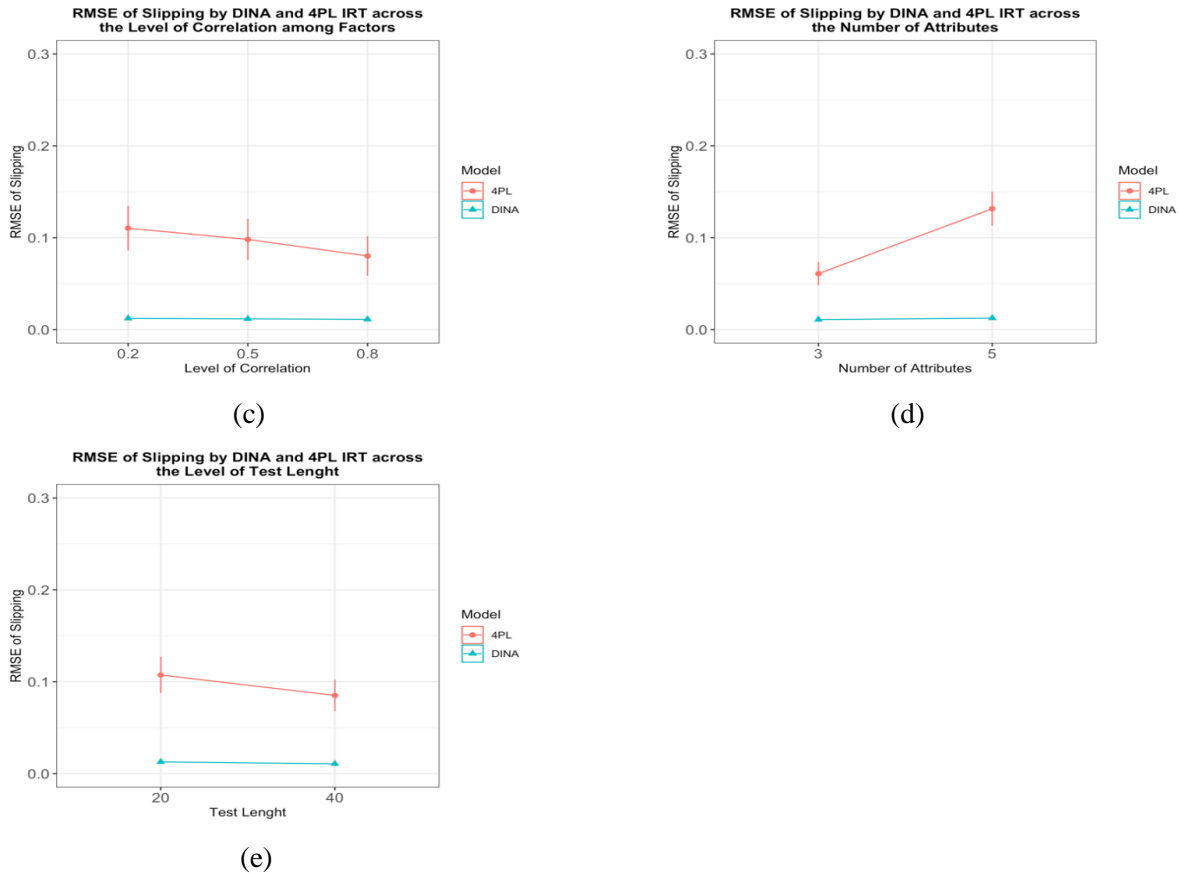 RMSE of Slipping by DINA and 4PL IRT across
the Level of Correlation among Factors
RMSE of Slipping
0.3
0.2
0.1
0.0
0.2
0.5
0.8
Level of Correlation
Model
4PL
DINA
(c)
RMSE of Slipping by DINA and 4PL IRT across
the Number of Attributes
RMSE of Slipping
0.3
0.2
0.1
0.0
3
5
Number of Attributes
Model
4PL
DINA
(d)
RMSE of Slipping by DINA and 4PL IRT across
the Level of Test Lenght
RMSE of Slipping
0.3
0.2
0.1
0.0
20
40
Test Lenght
Model
4PL
DINA
(e)